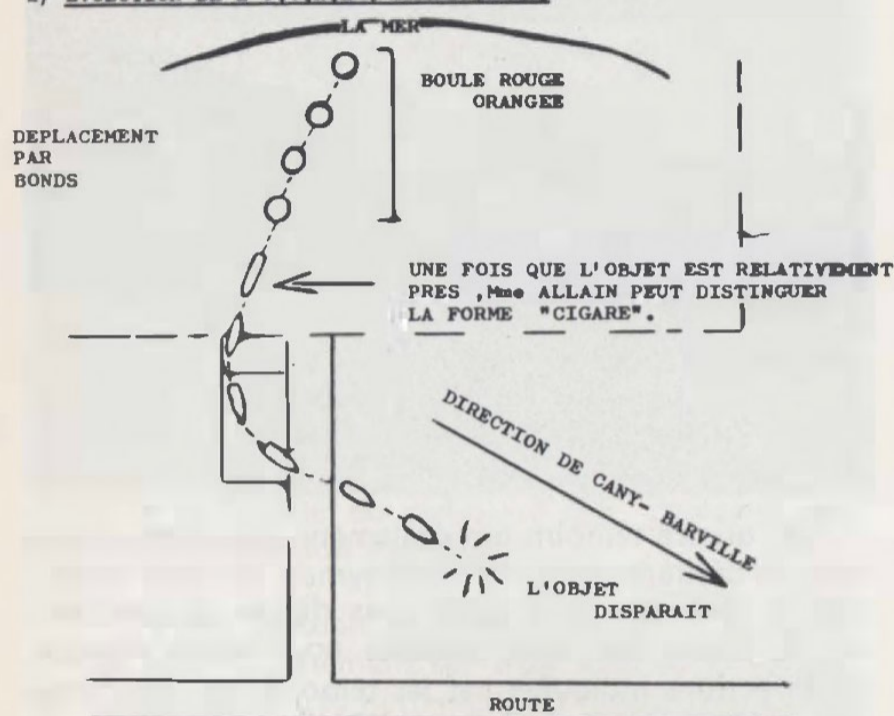 LA MER
BOULE ROUGE
ORANGEE
DEPLACEMENT
PAR
BONDS
UNE FOIS QUE L'OBJET EST RELATIVEMENT
PRES ,Mme ALLAIN PEUT DISTINGUER
LA FORME "CIGARE".
DIRECTION DE CANY- BARVILLE
L'OBJET
DISPARAIT
ROUTE